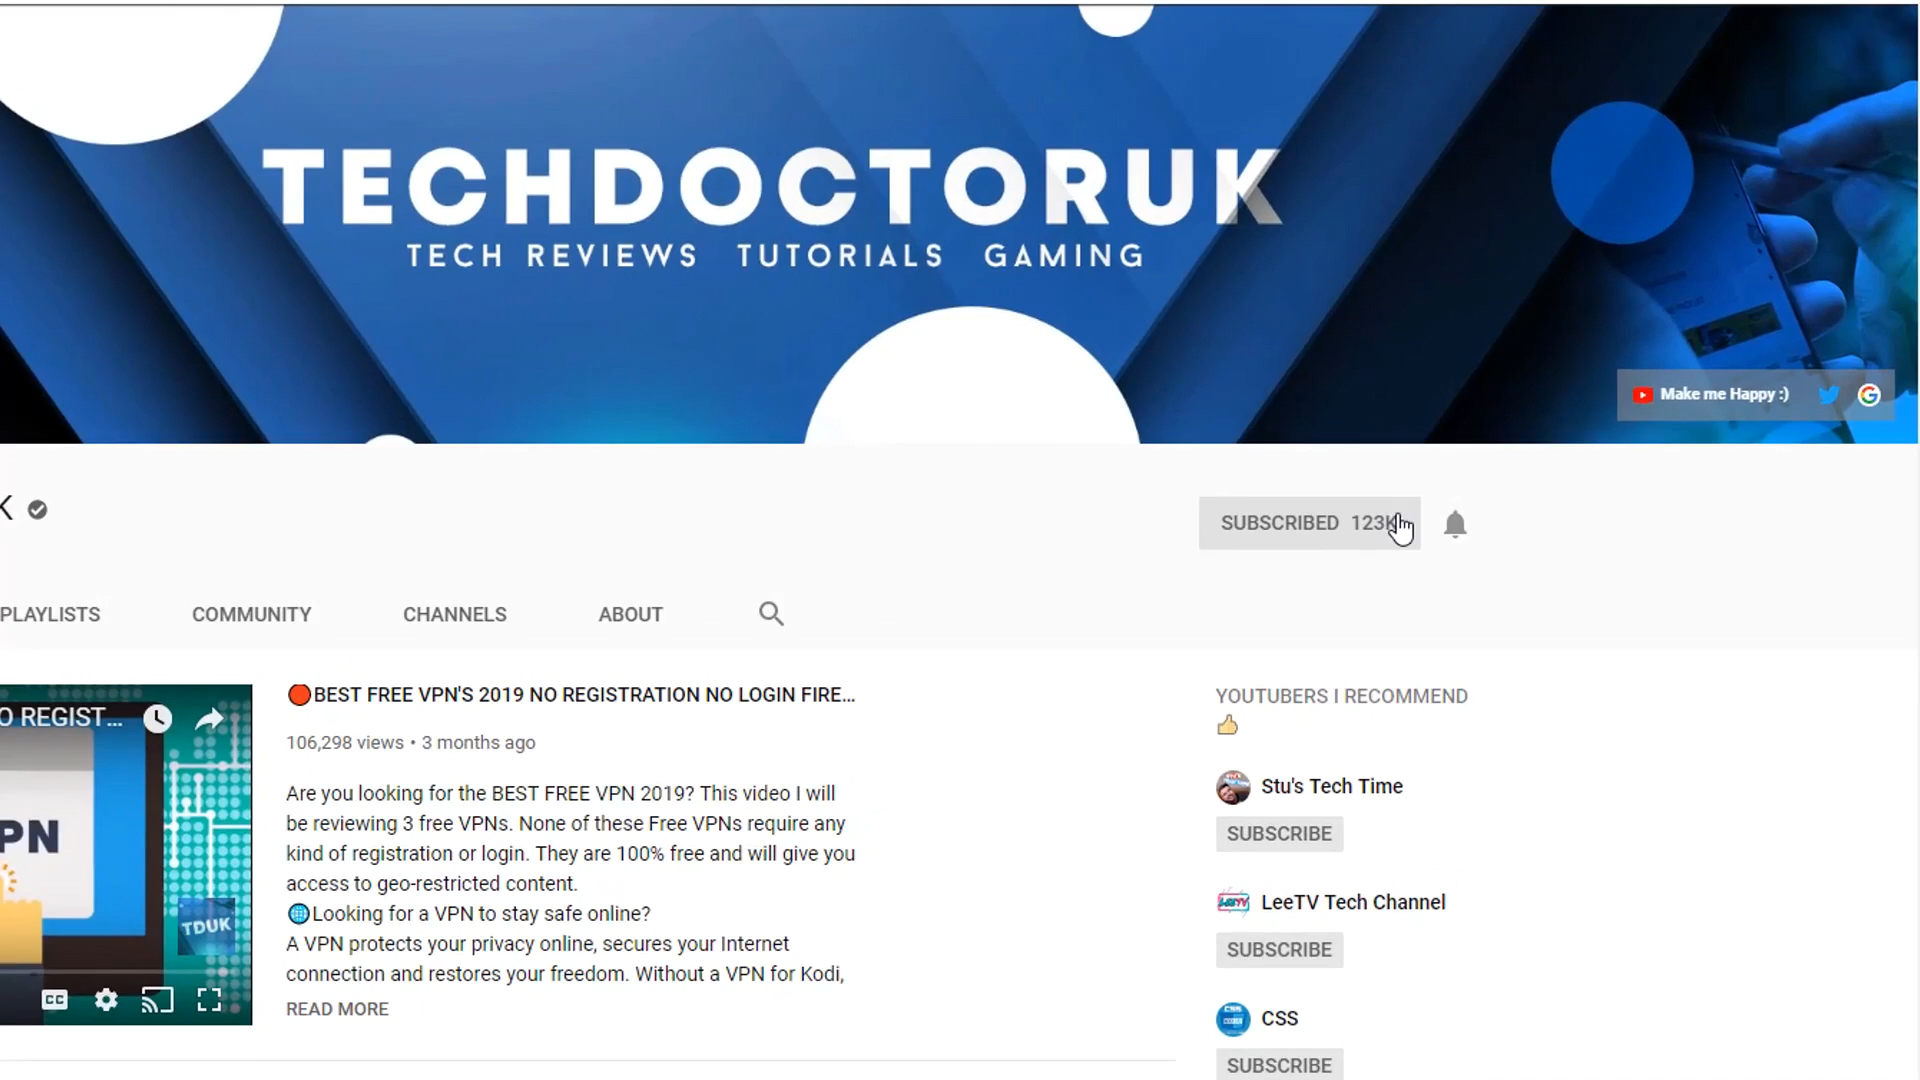 TECHDOCTORUK
TECH REVIEWS TUTORIALS GAMING
Make me Happy :)
K
SUBSCRIBED 123K
PLAYLISTS COMMUNITY CHANNELS ABOUT
O REGIST...
PN
TDUK
CC
🔴BEST FREE VPN'S 2019 NO REGISTRATION NO LOGIN FIRE...
106,298 views • 3 months ago
Are you looking for the BEST FREE VPN 2019? This video I will
be reviewing 3 free VPNs. None of these Free VPNs require any
kind of registration or login. They are 100% free and will give you
access to geo-restricted content.
🌐Looking for a VPN to stay safe online?
A VPN protects your privacy online, secures your Internet
connection and restores your freedom. Without a VPN for Kodi,
READ MORE
YOUTUBERS I RECOMMEND
👍
Stu's Tech Time
SUBSCRIBE
LEETV
LeeTV Tech Channel
SUBSCRIBE
CSS
CSS
SUBSCRIBE